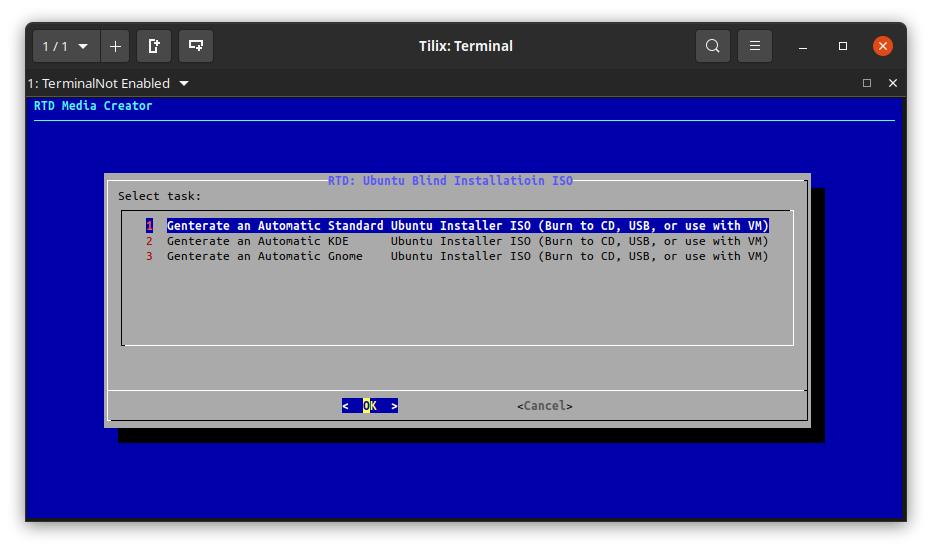 1 / 1
Tilix: Terminal
1: TerminalNot Enabled
RTD Media Creator
RTD: Ubuntu Blind Installatioin ISO
Select task:
1 Genterate an Automatic Standard Ubuntu Installer ISO (Burn to CD, USB, or use with VM)
2 Genterate an Automatic KDE Ubuntu Installer ISO (Burn to CD, USB, or use with VM)
3 Genterate an Automatic Gnome Ubuntu Installer ISO (Burn to CD, USB, or use with VM)
< OK > <Cancel>